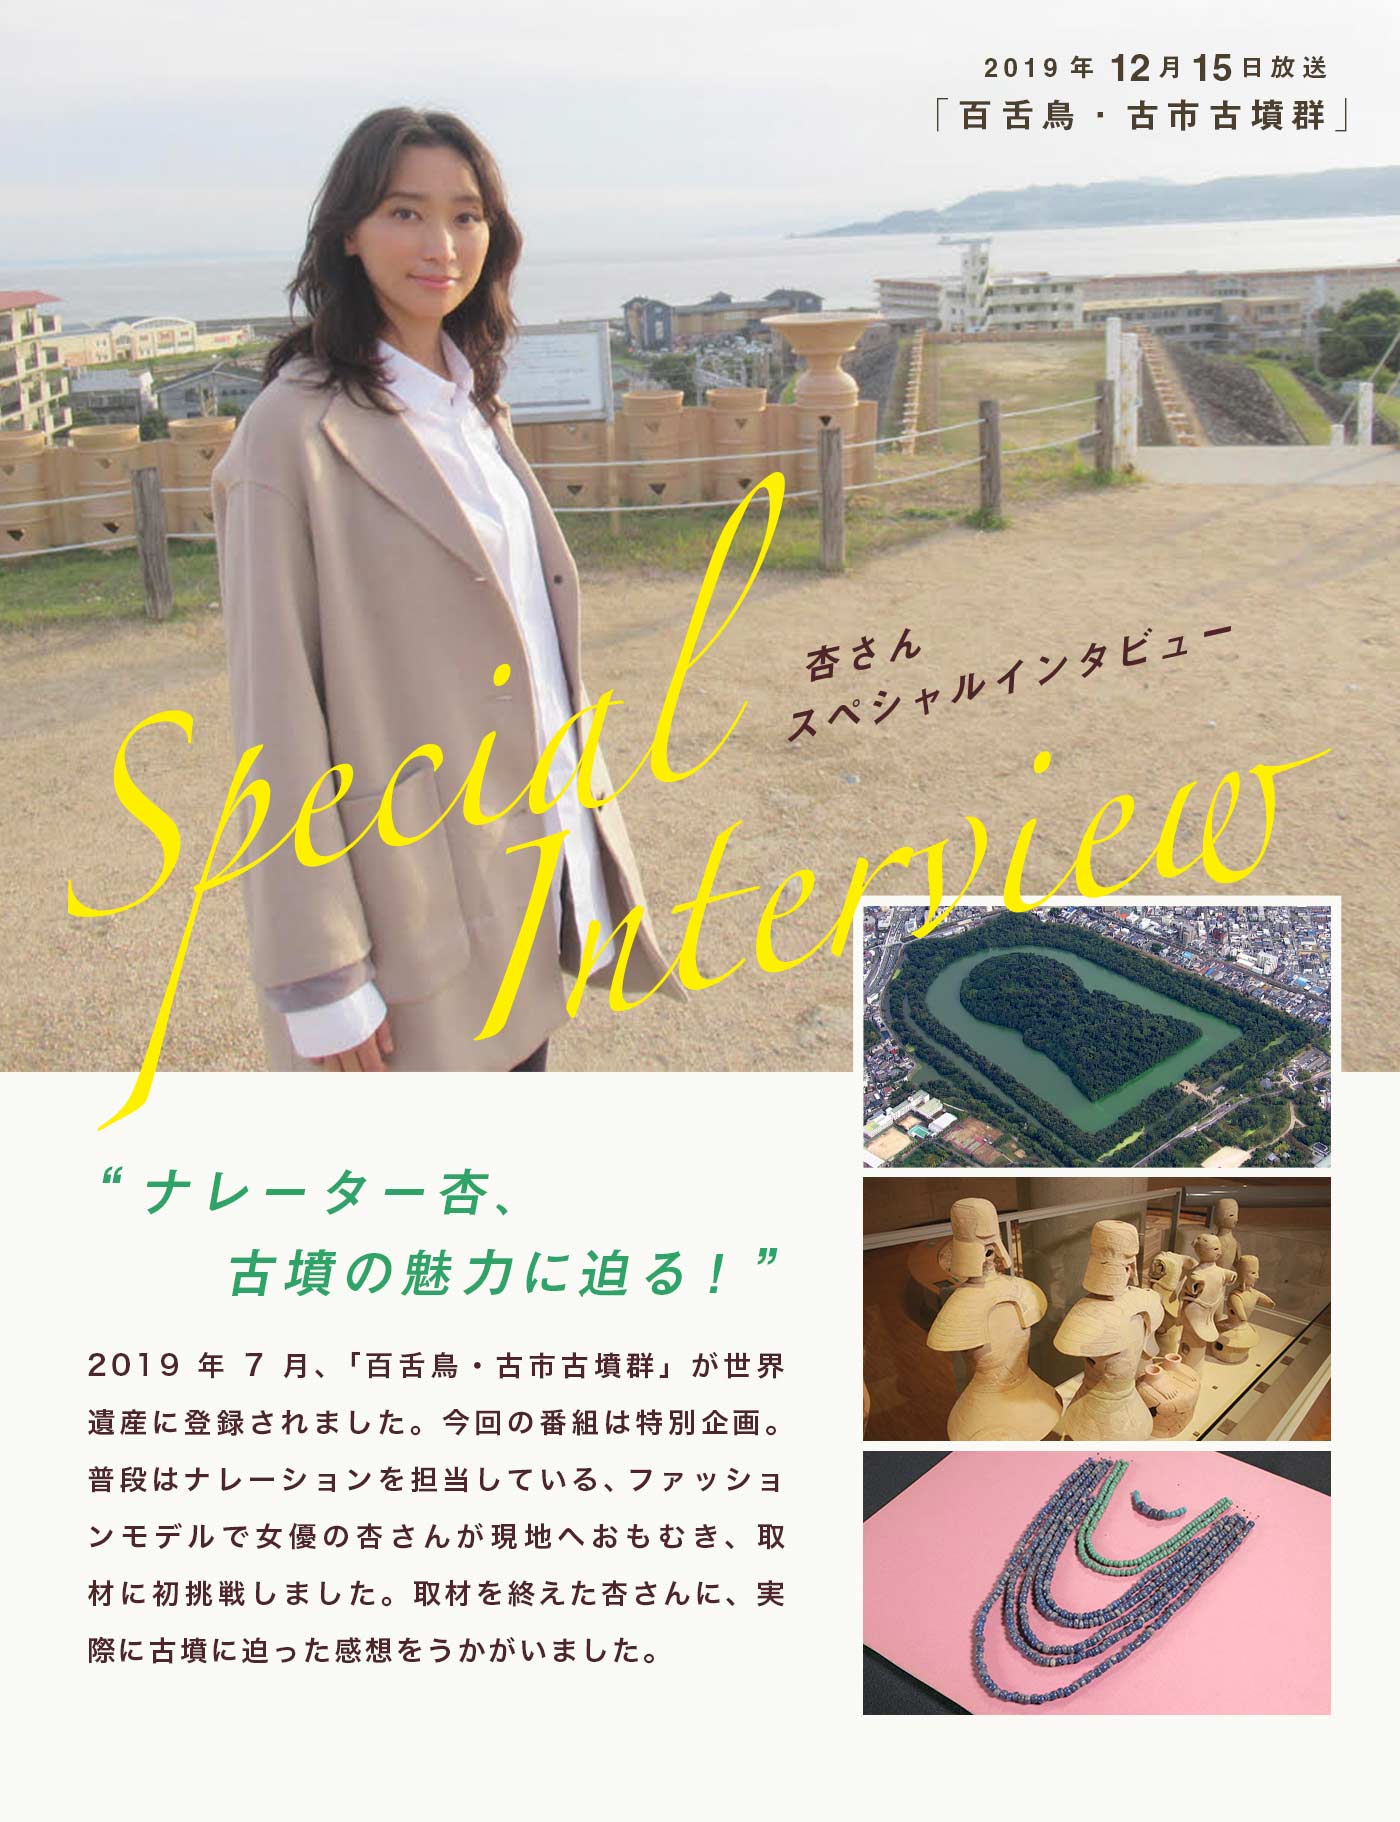 2019年 12月15日放送
「百舌鳥・古市古墳群」
杏さん
スペシャルインタビュー
Special
Interview
“ナレーター杏、
古墳の魅力に迫る！”
2019 年 7 月、「百舌鳥・古市古墳群」が世界
遺産に登録されました。今回の番組は特別企画。
普段はナレーションを担当している、ファッショ
ンモデルで女優の杏さんが現地へおもむき、取
材に初挑戦しました。取材を終えた杏さんに、実
際に古墳に迫った感想をうかがいました。